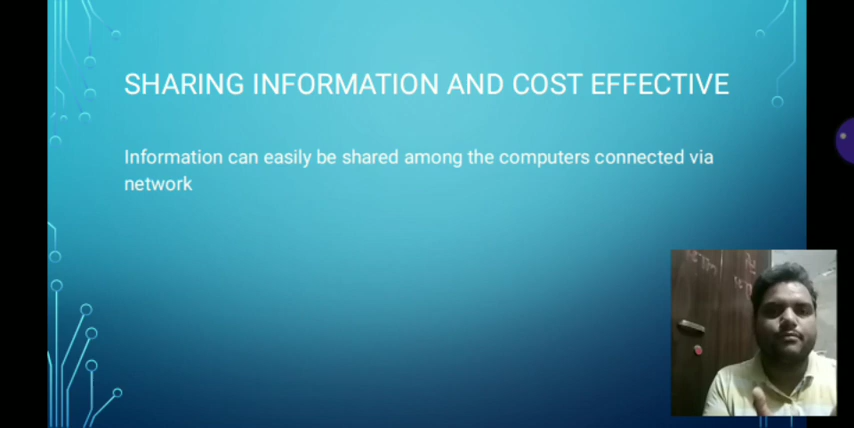 SHARING INFORMATION AND COST EFFECTIVE
Information can easily be shared among the computers connected via
network